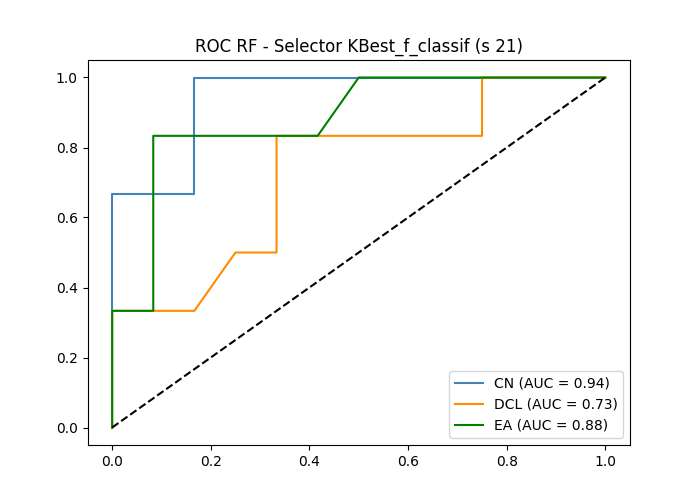 ROC RF - Selector KBest_f_classif (s 21)
1.0
0.8
0.6
0.4
0.2
0.0
0.0 0.2 0.4 0.6 0.8 1.0
CN (AUC = 0.94)
DCL (AUC = 0.73)
EA (AUC = 0.88)